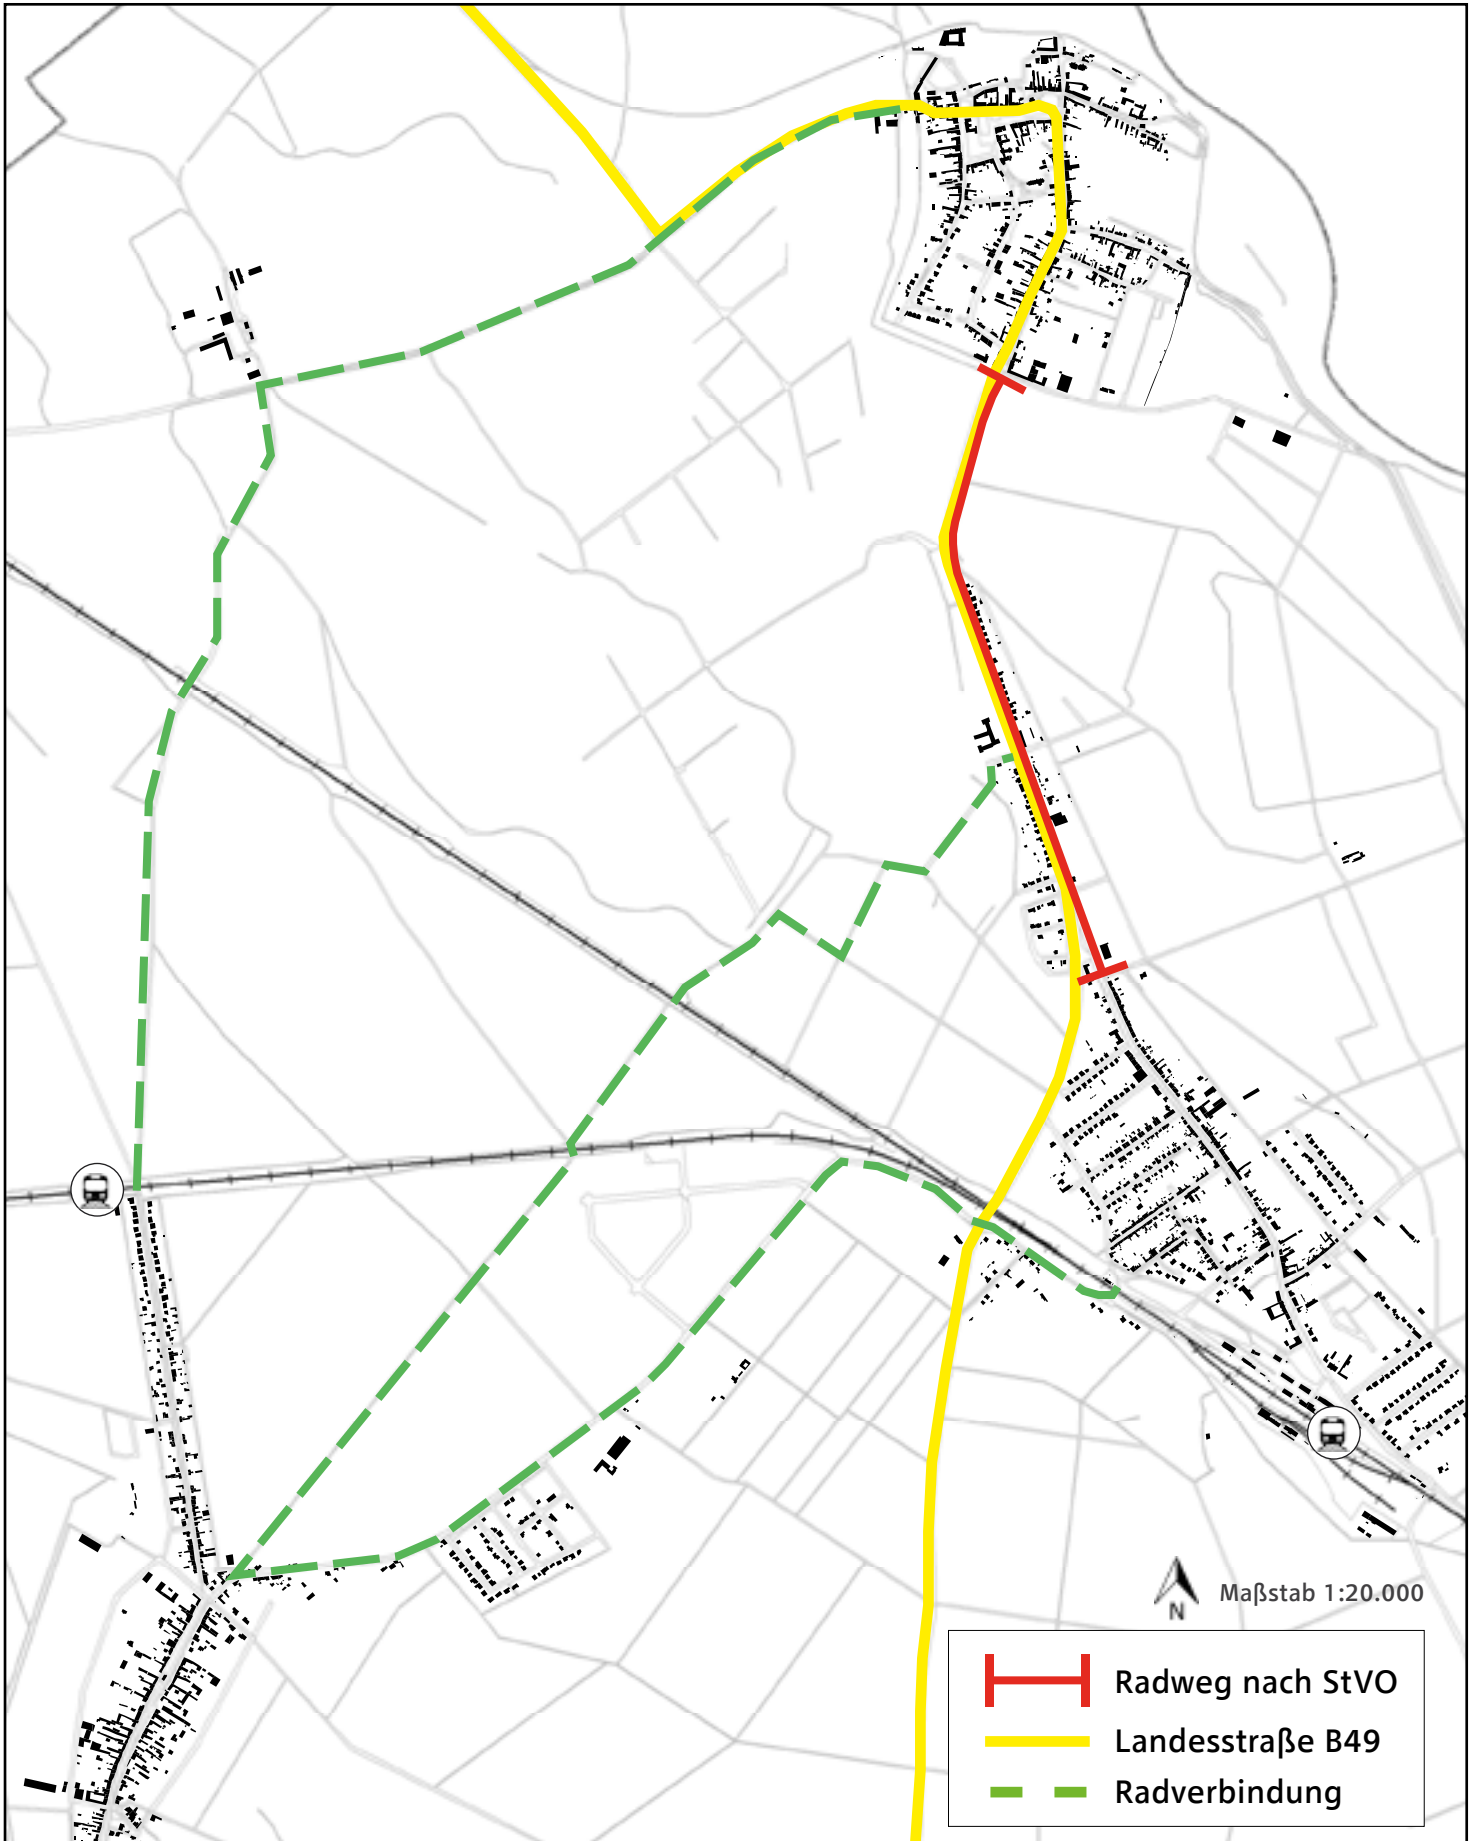 N
Maßstab 1:20.000
Radweg nach StVO
Landesstraße B49
Radverbindung